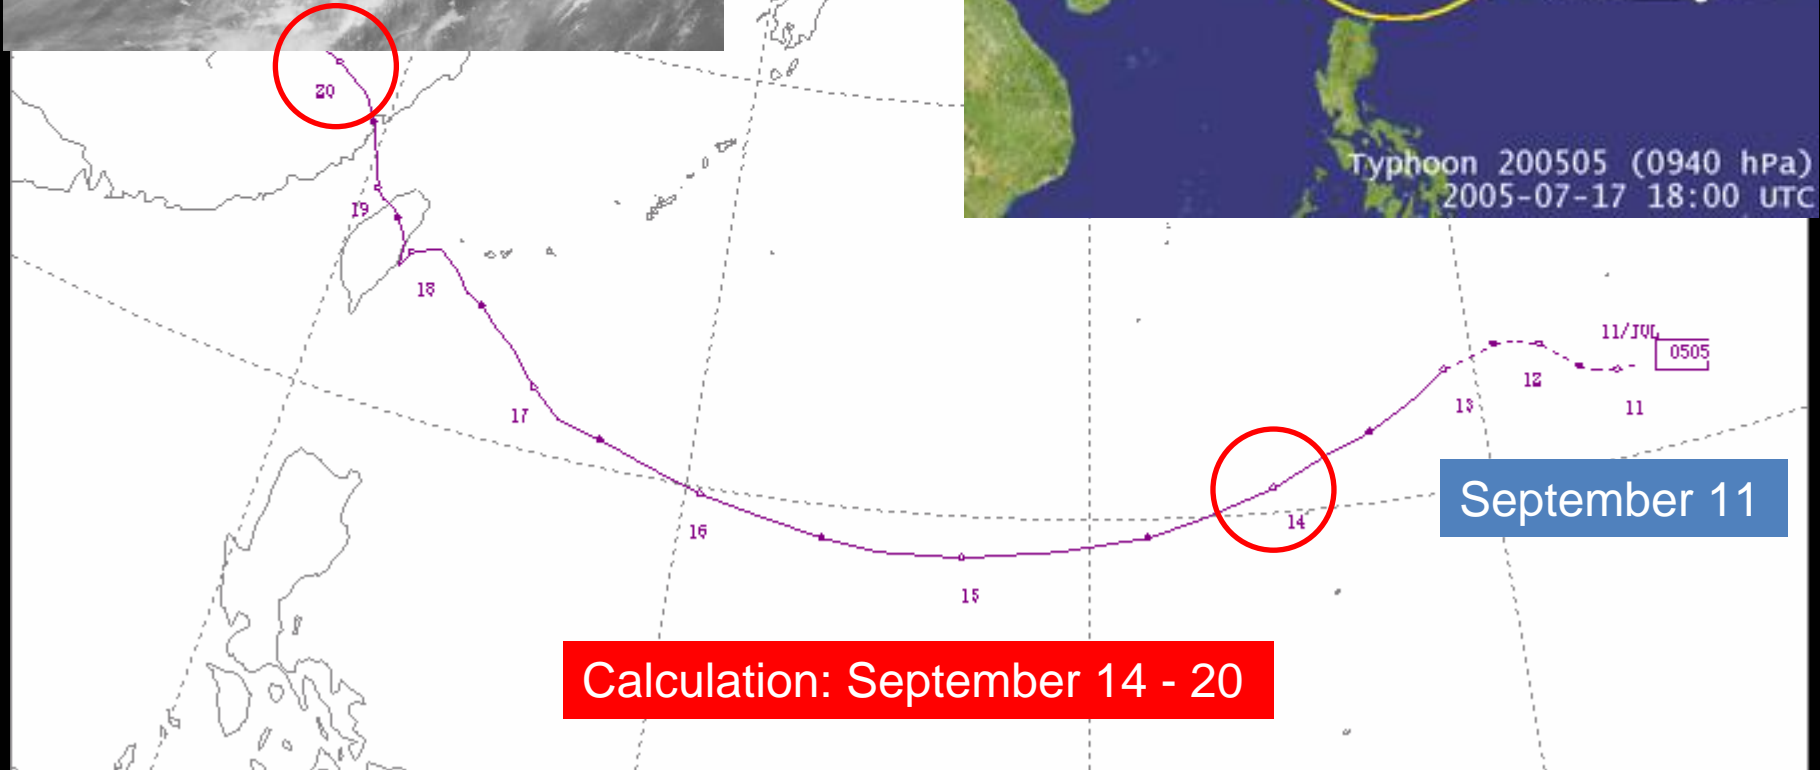 20
Typhoon 200505 (0940 hPa)
2005-07-17 18:00 UTC
19
18
11/JUL
0505
12
17
13
11
September 11
16
14
15
Calculation: September 14 - 20